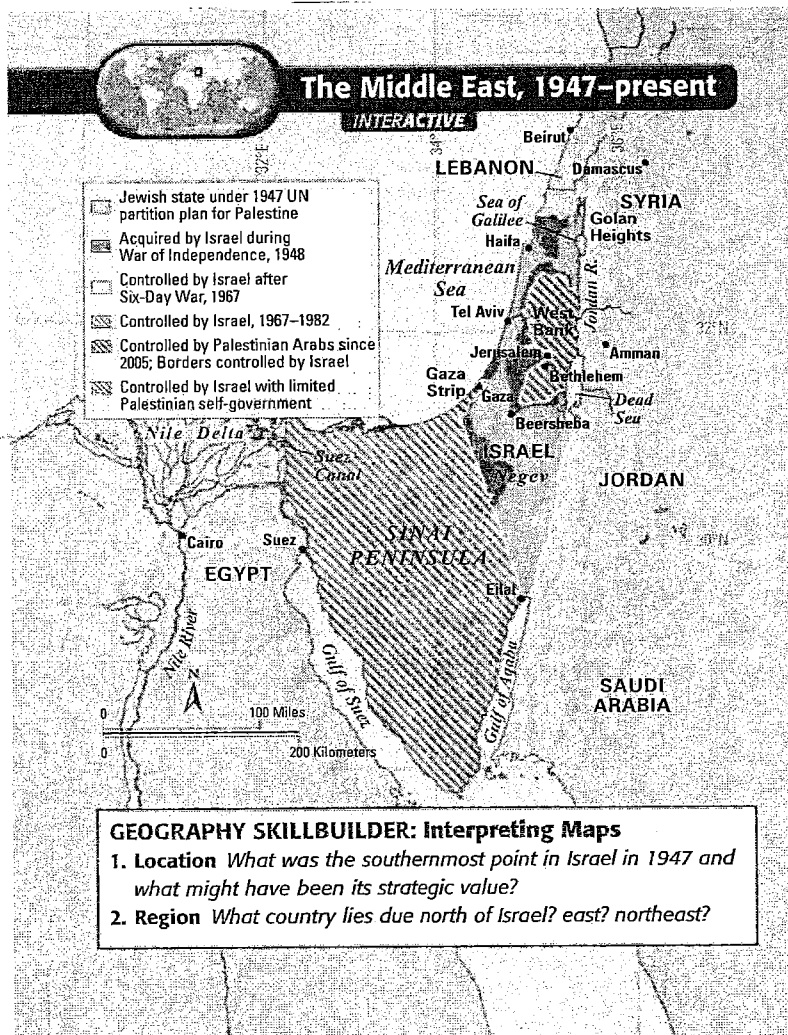 The Middle East, 1947–present
INTERACTIVE
32°E
34°
36°E
Beirut
LEBANON
Damascus
SYRIA
Sea of
Galilee
Golan
Heights
Haifa
Mediterranean
Sea
Jordan R.
Tel Aviv
West
Bank
32°N
Jerusalem
Amman
Gaza
Strip
Bethlehem
Gaza
Dead
Sea
Beersheba
Jewish state under 1947 UN
partition plan for Palestine
Acquired by Israel during
War of Independence, 1948
Controlled by Israel after
Six-Day War, 1967
Controlled by Israel, 1967–1982
Controlled by Palestinian Arabs since
2005; Borders controlled by Israel
Controlled by Israel with limited
Palestinian self-government
Nile Delta
Suez
Canal
ISRAEL
Negev
JORDAN
Cairo
Suez
SINAI
PENINSULA
EGYPT
Eilat
Nile River
Gulf of Suez
Gulf of Aqaba
SAUDI
ARABIA
N
0 100 Miles
0 200 Kilometers
GEOGRAPHY SKILLBUILDER: Interpreting Maps
1. Location What was the southernmost point in Israel in 1947 and
what might have been its strategic value?
2. Region What country lies due north of Israel? east? northeast?